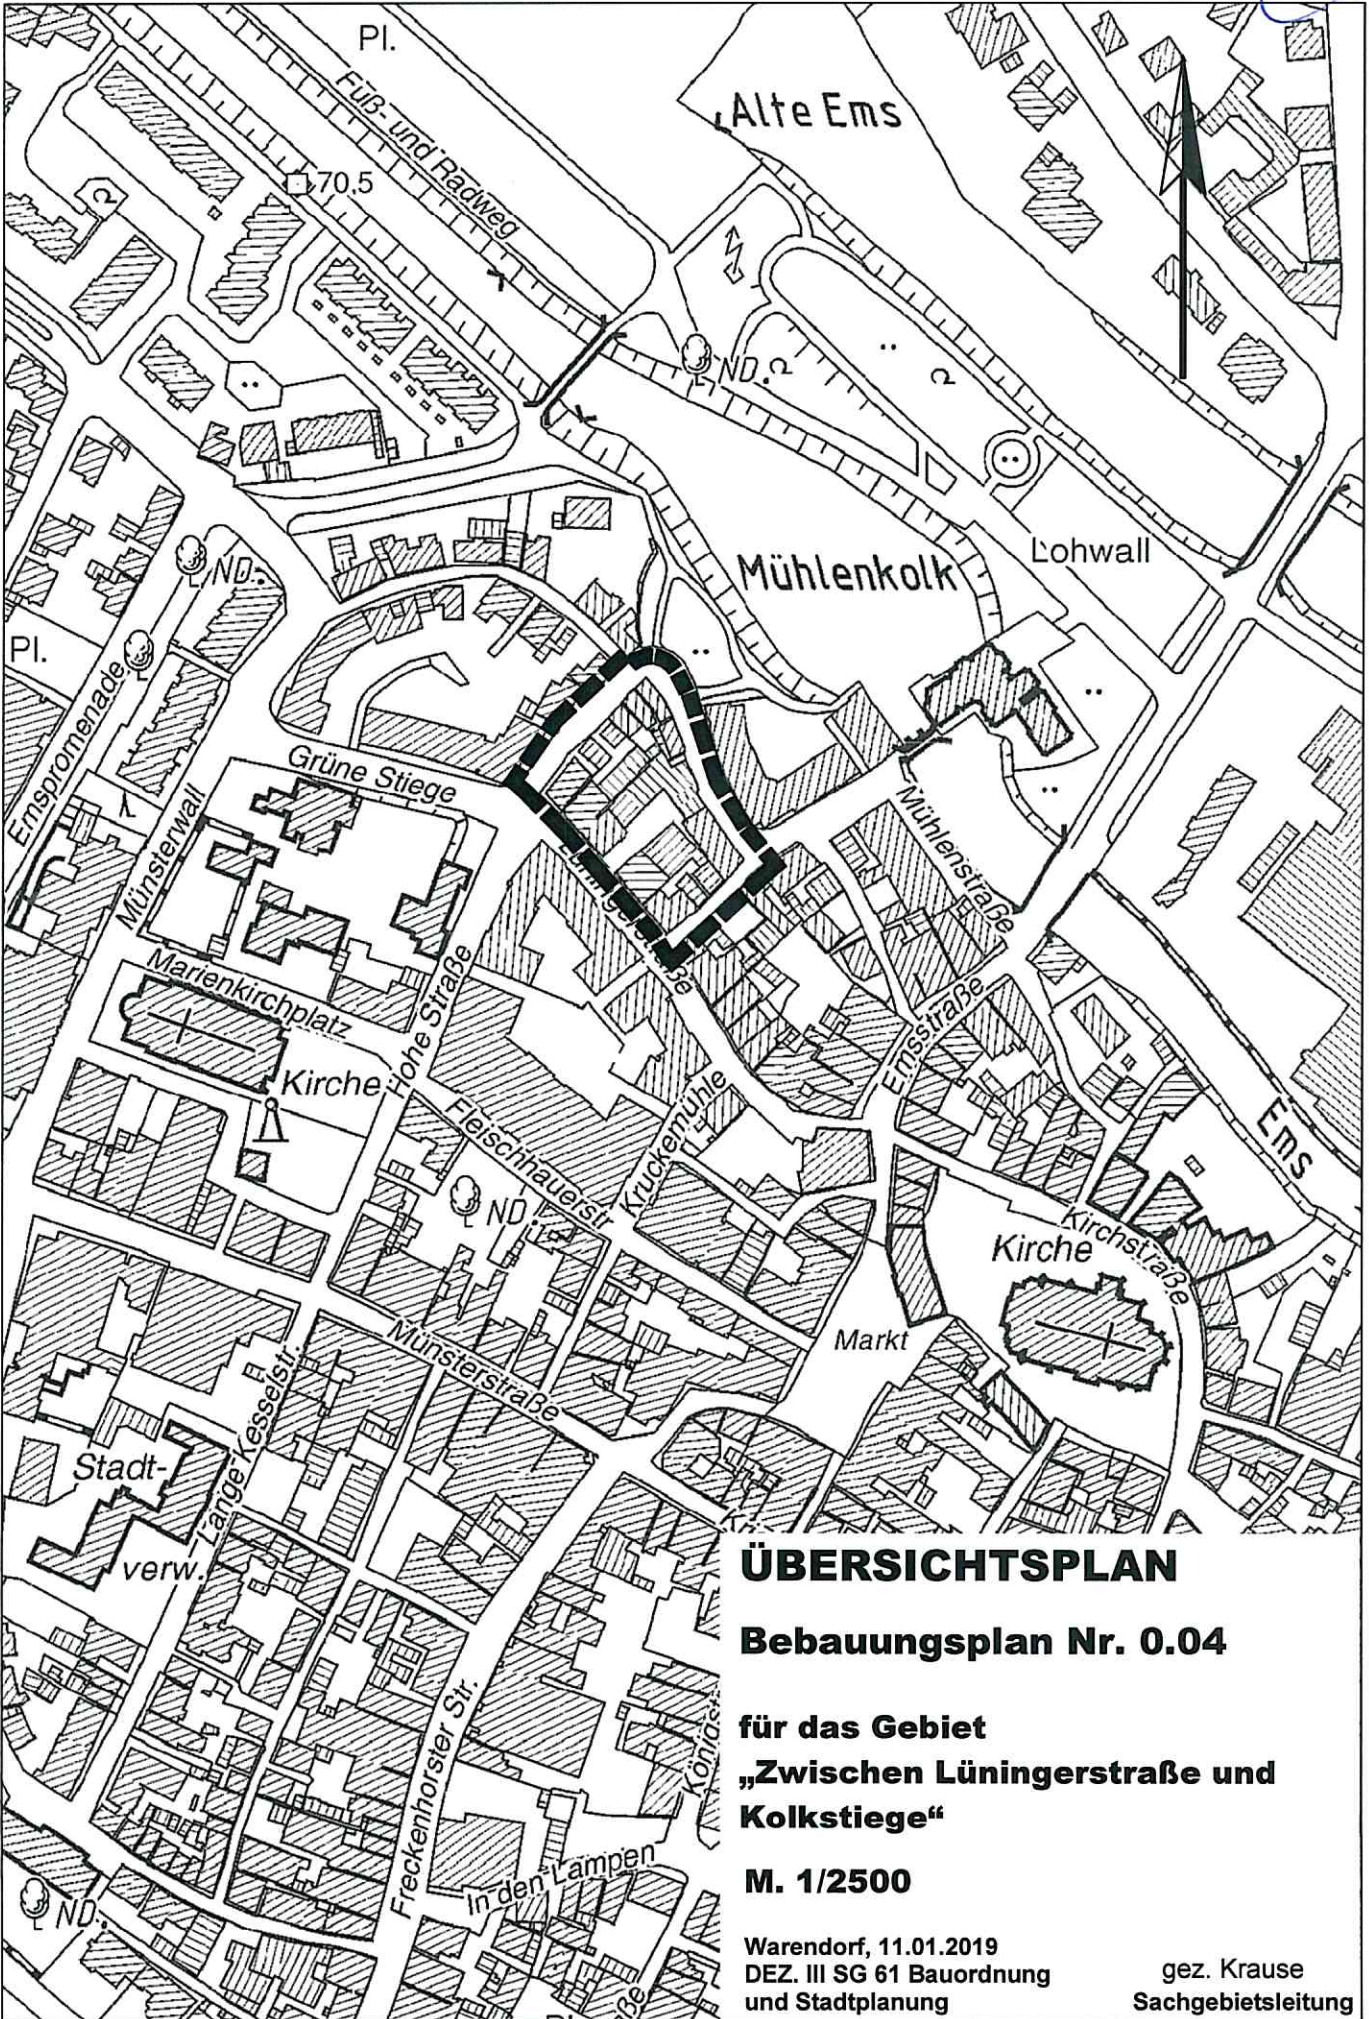 Pl.
Alte Ems
Fuß- und Radweg
70.5
ND.
Mühlenkolk
Lohwall
ND.
Pl.
Emspromenade
Münsterwall
Grüne Stiege
Mühlenstraße
Marienkirchplatz
Hohe Straße
Emsstraße
Kirche
Fleischhauerstr.
Kruckemühle
Ems
ND.
Kirchstraße
Kirche
Markt
Münsterstraße
Lange Kesselstr.
Stadt-
verw.
Freckenhorster Str.
In den Lampen
ND.
ÜBERSICHTSPLAN
Bebauungsplan Nr. 0.04
für das Gebiet
„Zwischen Lüningerstraße und
Kolkstiege“
M. 1/2500
Warendorf, 11.01.2019
DEZ. III SG 61 Bauordnung
und Stadtplanung
gez. Krause
Sachgebietsleitung